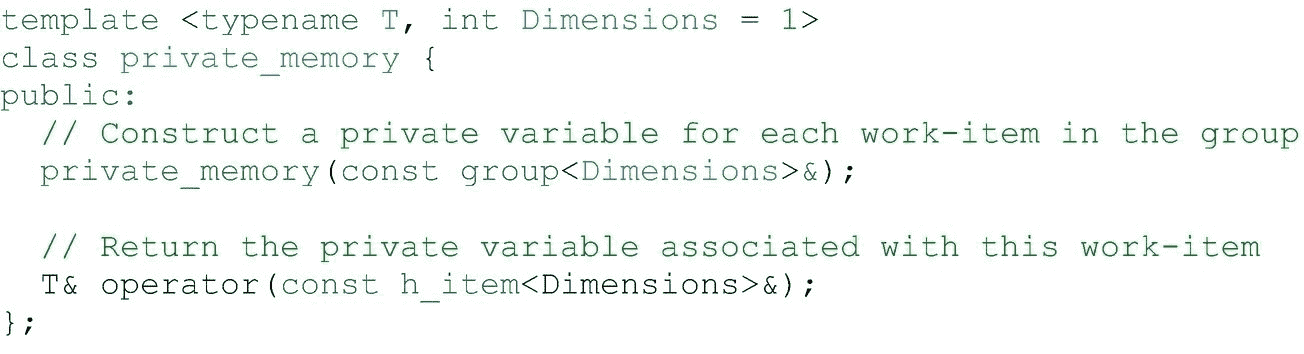 template <typename T, int Dimensions = 1>
class private_memory {
public:
  // Construct a private variable for each work-item in the group
  private_memory(const group<Dimensions>&);

  // Return the private variable associated with this work-item
  T& operator(const h_item<Dimensions>&);
};